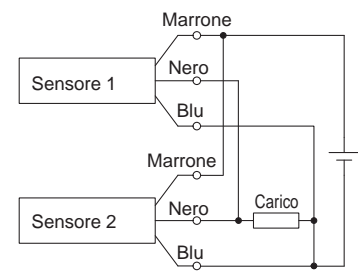 Marrone
Nero
Sensore 1
Blu
Marrone
Nero
Carico
Sensore 2
Blu